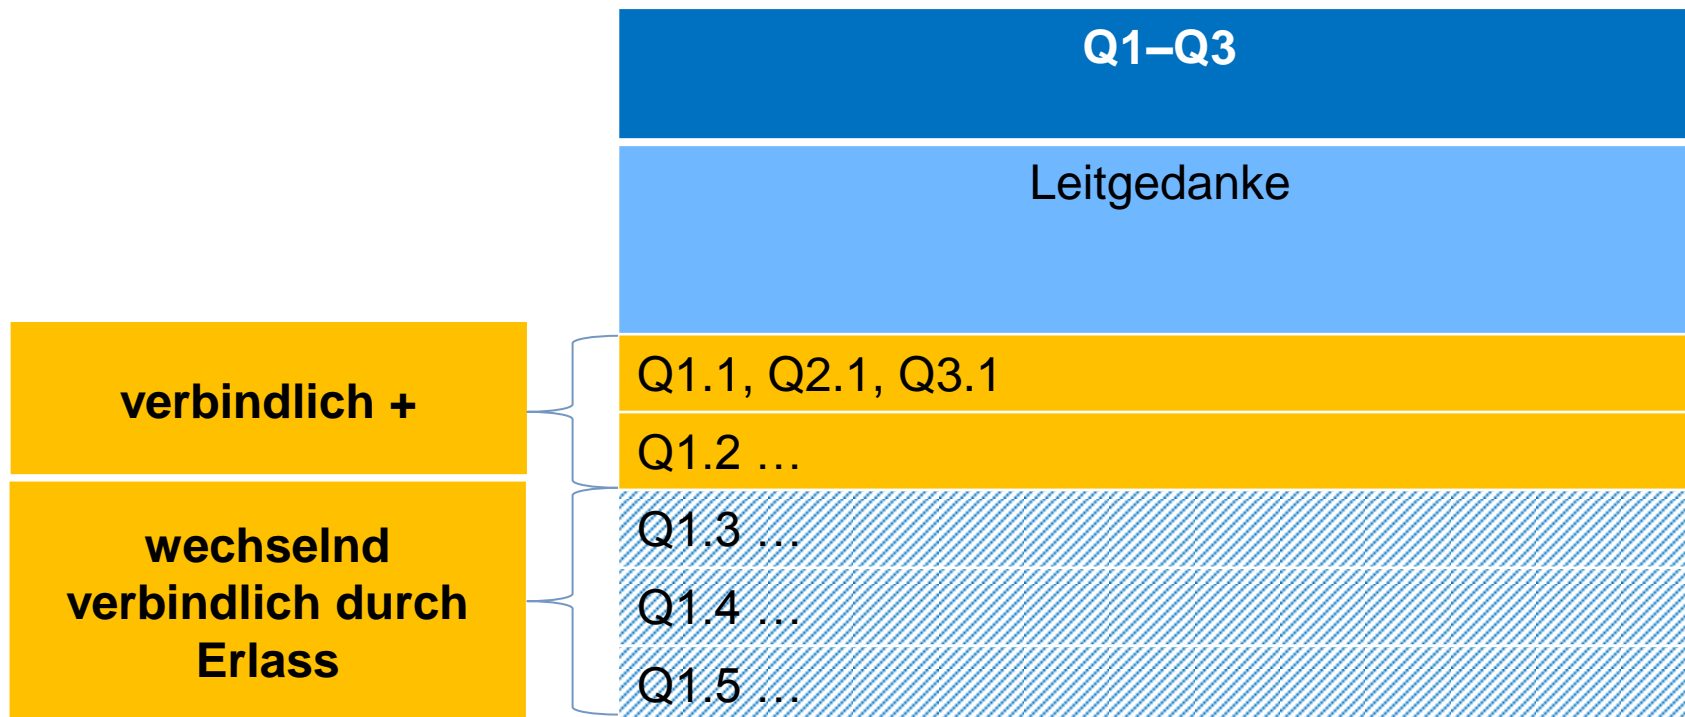 Q1–Q3
Leitgedanke
verbindlich +
Q1.1, Q2.1, Q3.1
Q1.2 …
wechselnd
verbindlich durch
Erlass
Q1.3 …
Q1.4 …
Q1.5 …